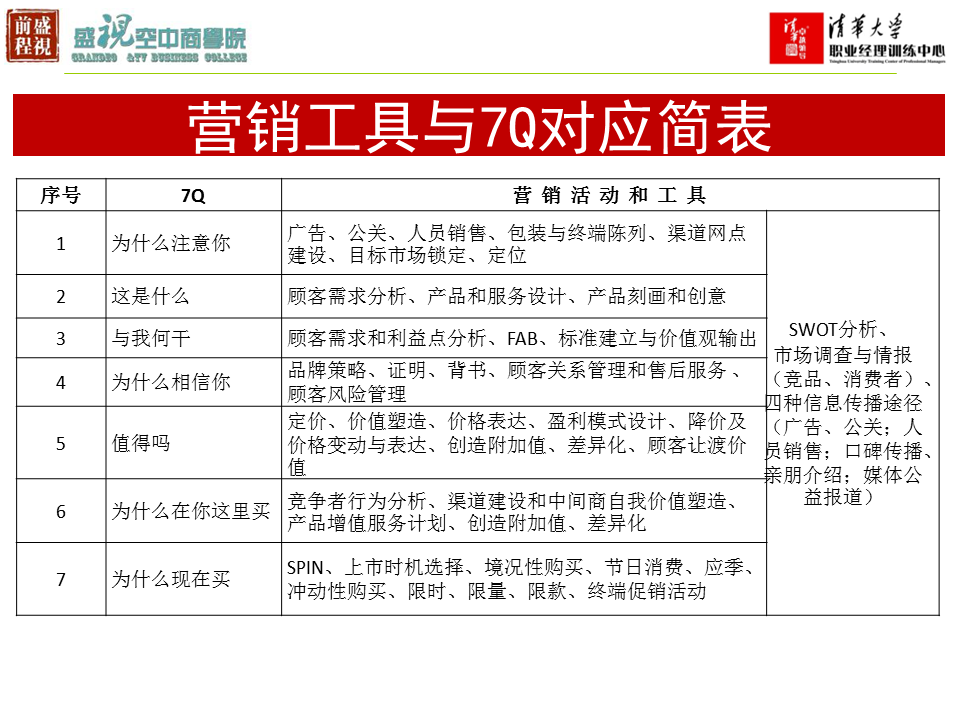 前盛
程視
盛視空中商學院
GRANDEO &TV BUSINESS COLLEGE
清华大学
职业经理训练中心
Tsinghua University Training Center of Professional Managers
营销工具与7Q对应简表
序号
7Q
营 销 活 动 和 工 具
1
为什么注意你
广告、公关、人员销售、包装与终端陈列、渠道网点
建设、目标市场锁定、定位
2
这是什么
顾客需求分析、产品和服务设计、产品刻画和创意
3
与我何干
顾客需求和利益点分析、FAB、标准建立与价值观输出
4
为什么相信你
品牌策略、证明、背书、顾客关系管理和售后服务、
顾客风险管理
5
值得吗
定价、价值塑造、价格表达、盈利模式设计、降价及
价格变动与表达、创造附加值、差异化、顾客让渡价
值
6
为什么在你这里买
竞争者行为分析、渠道建设和中间商自我价值塑造、
产品增值服务计划、创造附加值、差异化
7
为什么现在买
SPIN、上市时机选择、境况性购买、节日消费、应季、
冲动性购买、限时、限量、限款、终端促销活动
SWOT分析、
市场调查与情报
（竞品、消费者）、
四种信息传播途径
（广告、公关；人
员销售；口碑传播、
亲朋介绍；媒体公
益报道）